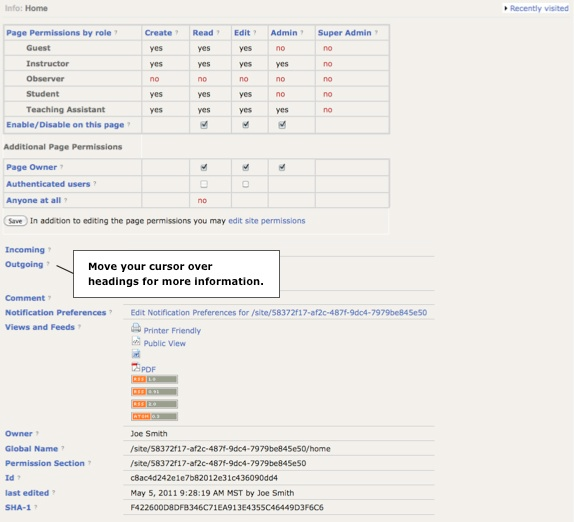 Info: Home
Recently visited
Page Permissions by role ? Create ? Read ? Edit ? Admin ? Super Admin ?
Guest yes yes yes no no
Instructor yes yes yes yes no
Observer no no no no no
Student yes yes yes no no
Teaching Assistant yes yes yes yes no
Enable/Disable on this page ?
Additional Page Permissions
Page Owner ?
Authenticated users ?
Anyone at all ? no
Save In addition to editing the page permissions you may edit site permissions
Incoming ?
Outgoing ?
Move your cursor over
headings for more information.
Comment ?
Notification Preferences ? Edit Notification Preferences for /site/58372f17-af2c-487f-9dc4-7979be845e50
Views and Feeds ? Printer Friendly
Public View
PDF
RSS 1.0
RSS 0.91
RSS 2.0
ATOM 0.3
Owner ? Joe Smith
Global Name ? /site/58372f17-af2c-487f-9dc4-7979be845e50/home
Permission Section ? /site/58372f17-af2c-487f-9dc4-7979be845e50
Id ? c8ac4d242e1e7b82012e31c436090dd4
last edited ? May 5, 2011 9:28:19 AM MST by Joe Smith
SHA-1 ? F422600D8DFB346C71EA913E4355C46449D3F6C6